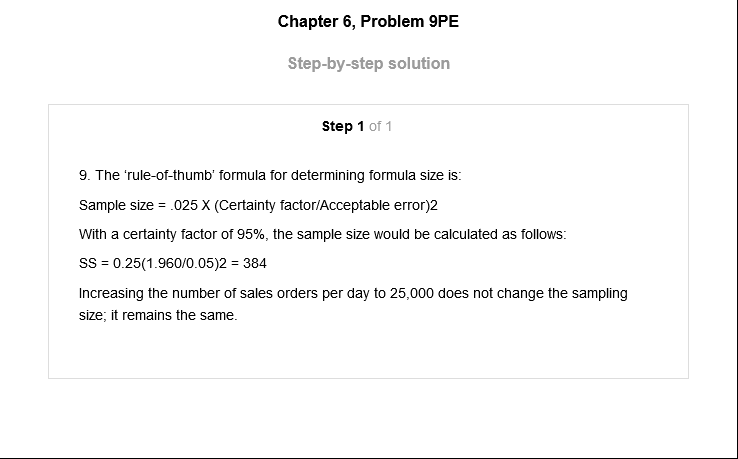 Chapter 6, Problem 9PE
Step-by-step solution
Step 1 of 1
9. The ‘rule-of-thumb’ formula for determining formula size is:
Sample size = .025 X (Certainty factor/Acceptable error)2
With a certainty factor of 95%, the sample size would be calculated as follows:
SS = 0.25(1.960/0.05)2 = 384
Increasing the number of sales orders per day to 25,000 does not change the sampling
size; it remains the same.